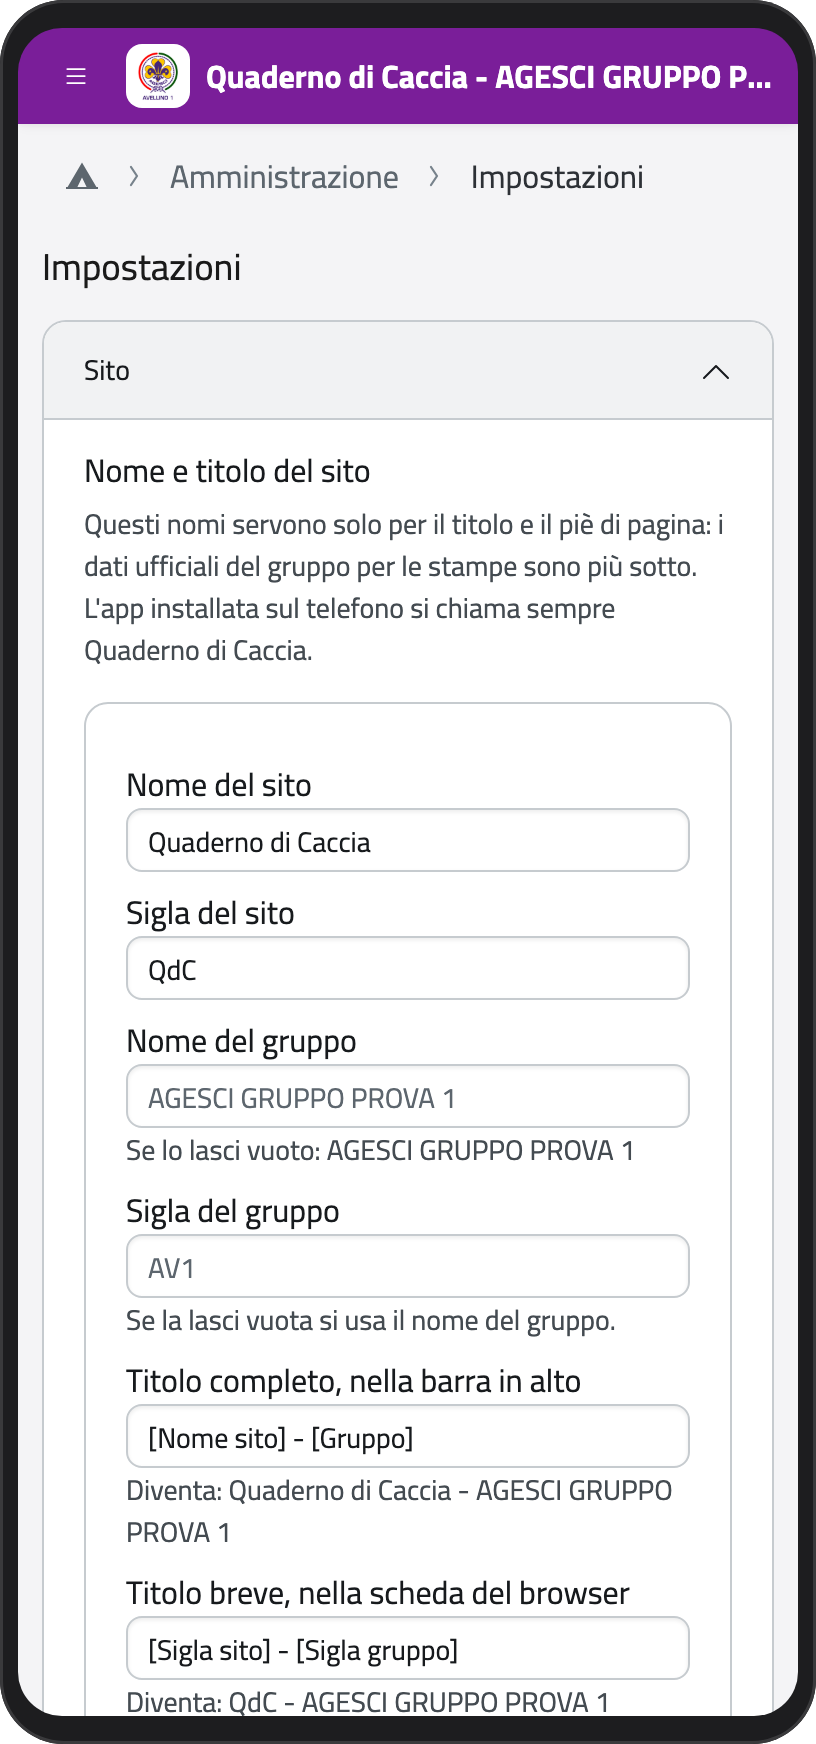 AVELLINO 1
Quaderno di Caccia - AGESCI GRUPPO P...
Amministrazione
Impostazioni
Impostazioni
Sito
Nome e titolo del sito
Questi nomi servono solo per il titolo e il piè di pagina: i
dati ufficiali del gruppo per le stampe sono più sotto.
L'app installata sul telefono si chiama sempre
Quaderno di Caccia.
Nome del sito
Quaderno di Caccia
Sigla del sito
QdC
Nome del gruppo
AGESCI GRUPPO PROVA 1
Se lo lasci vuoto: AGESCI GRUPPO PROVA 1
Sigla del gruppo
AV1
Se la lasci vuota si usa il nome del gruppo.
Titolo completo, nella barra in alto
[Nome sito] - [Gruppo]
Diventa: Quaderno di Caccia - AGESCI GRUPPO
PROVA 1
Titolo breve, nella scheda del browser
[Sigla sito] - [Sigla gruppo]
Diventa: QdC - AGESCI GRUPPO PROVA 1